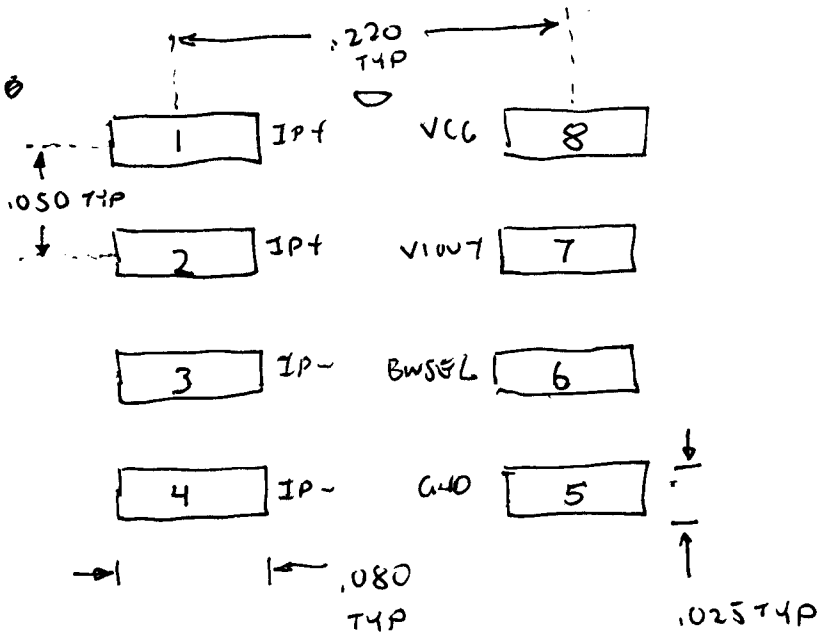 .220
TYP
1 IP+ VCC 8
.050 TYP
2 IP+ VIOUT 7
3 IP- BWSEL 6
4 IP- GND 5
.080
TYP
.025 TYP